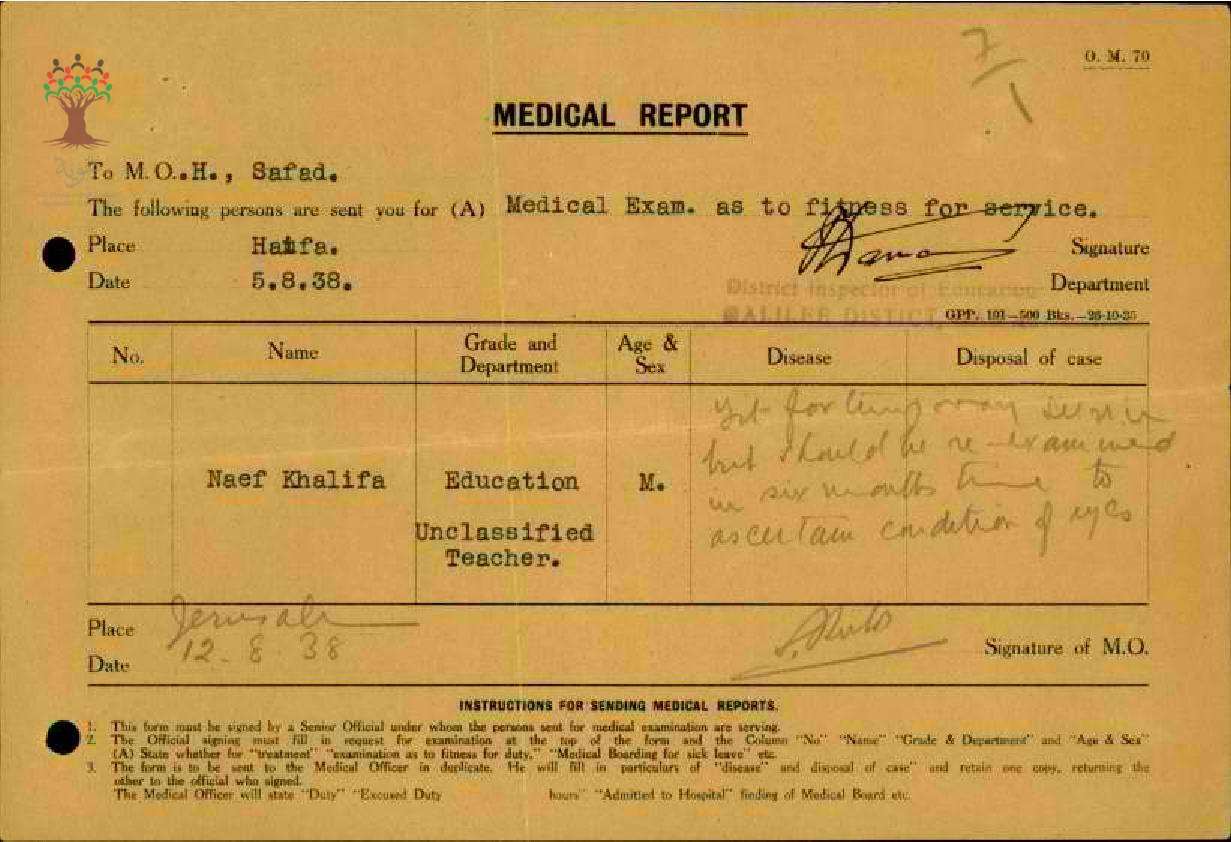 7/1
O. M. 70
MEDICAL REPORT
To M.O..H., Safad.
The following persons are sent you for (A) Medical Exam. as to fitness for service.
Place Haifa. Signature
Date 5.8.38. Department
District Inspector of Education
GALILEE DISTICT,
GPP. 191—500 Bks.—26-10-35
No. Name Grade and Department Age & Sex Disease Disposal of case
Fit for temporary service
but should be re-examined
in six months time to
ascertain condition of eyes
Naef Khalifa Education M.
Unclassified
Teacher.
Place Jerusalem
Date 12-8-38
Signature of M.O.
INSTRUCTIONS FOR SENDING MEDICAL REPORTS.
1. This form must be signed by a Senior Official under whom the persons sent for medical examination are serving.
2. The Official signing must fill in request for examination at the top of the form and the Column "No" "Name" "Grade & Department" and "Age & Sex"
(A) State whether for "treatment" "examination as to fitness for duty," "Medical Boarding for sick leave" etc.
3. The form is to be sent to the Medical Officer in duplicate. He will fill in particulars of "disease" and disposal of case" and retain one copy, returning the
other to the official who signed.
The Medical Officer will state "Duty" "Excused Duty hours" "Admitted to Hospital" finding of Medical Board etc.